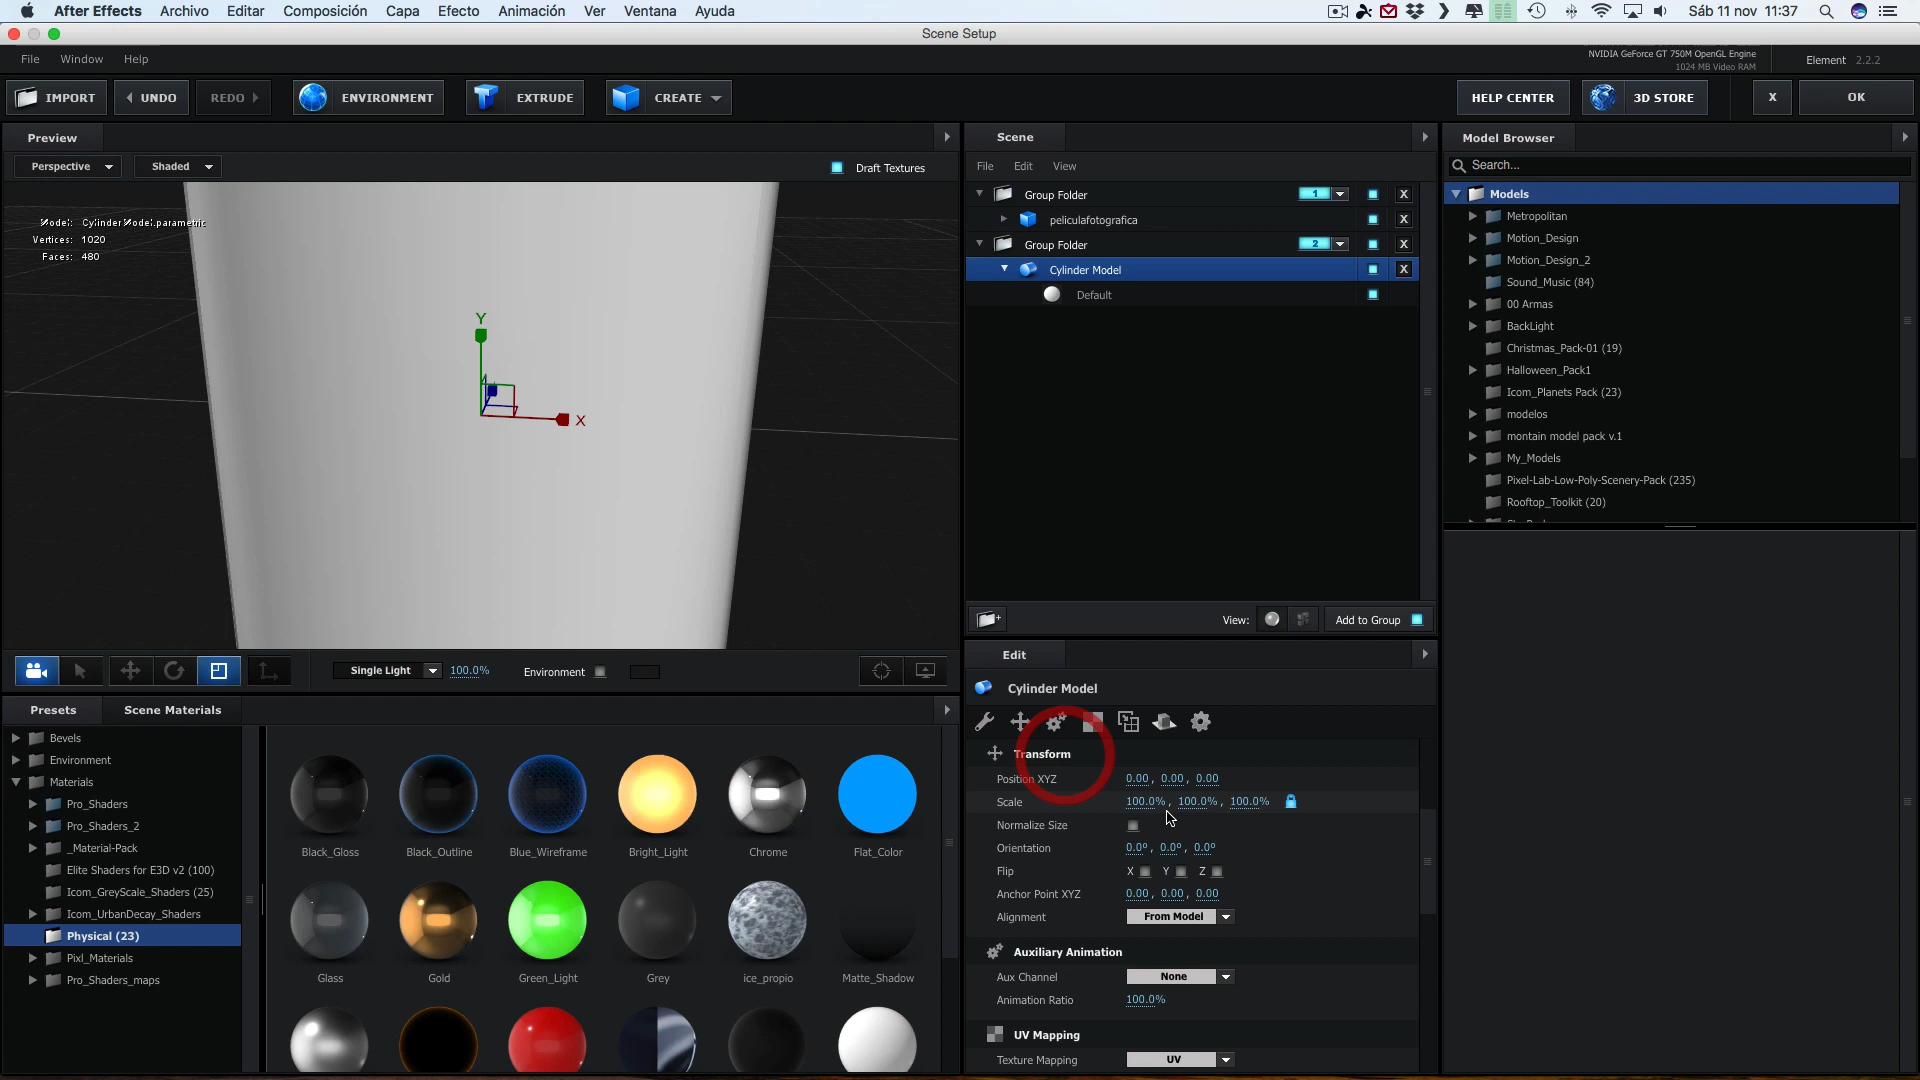 After Effects Archivo Editar Composición Capa Efecto Animación Ver Ventana Ayuda Sáb 11 nov 11:37
Scene Setup
File Window Help
NVIDIA GeForce GT 750M OpenGL Engine
1024 MB Video RAM
Element 2.2.2
IMPORT UNDO REDO ENVIRONMENT EXTRUDE CREATE HELP CENTER 3D STORE X OK
Preview
Perspective Shaded Draft Textures
Vertices: 1020
Faces: 480
Y
X
Single Light 100.0% Environment
Scene
File Edit View
Group Folder 1 X
peliculafotografica X
Group Folder 2 X
Cylinder Model X
Default
View: Add to Group
Model Browser
Search...
Models
Metropolitan
Motion_Design
Motion_Design_2
Sound_Music (84)
00 Armas
BackLight
Christmas_Pack-01 (19)
Halloween_Pack1
Icom_Planets Pack (23)
modelos
montain model pack v.1
My_Models
Pixel-Lab-Low-Poly-Scenery-Pack (235)
Rooftop_Toolkit (20)
Presets Scene Materials
Bevels
Environment
Materials
Pro_Shaders
Pro_Shaders_2
_Material-Pack
Elite Shaders for E3D v2 (100)
Icom_GreyScale_Shaders (25)
Icom_UrbanDecay_Shaders
Physical (23)
Pixl_Materials
Pro_Shaders_maps
Black_Gloss Black_Outline Blue_Wireframe Bright_Light Chrome Flat_Color
Glass Gold Green_Light Grey ice_propio Matte_Shadow
Edit
Cylinder Model
Transform
Position XYZ 0.00, 0.00, 0.00
Scale 100.0%, 100.0%, 100.0%
Normalize Size
Orientation 0.0°, 0.0°, 0.0°
Flip X Y Z
Anchor Point XYZ 0.00, 0.00, 0.00
Alignment From Model
Auxiliary Animation
Aux Channel None
Animation Ratio 100.0%
UV Mapping
Texture Mapping UV